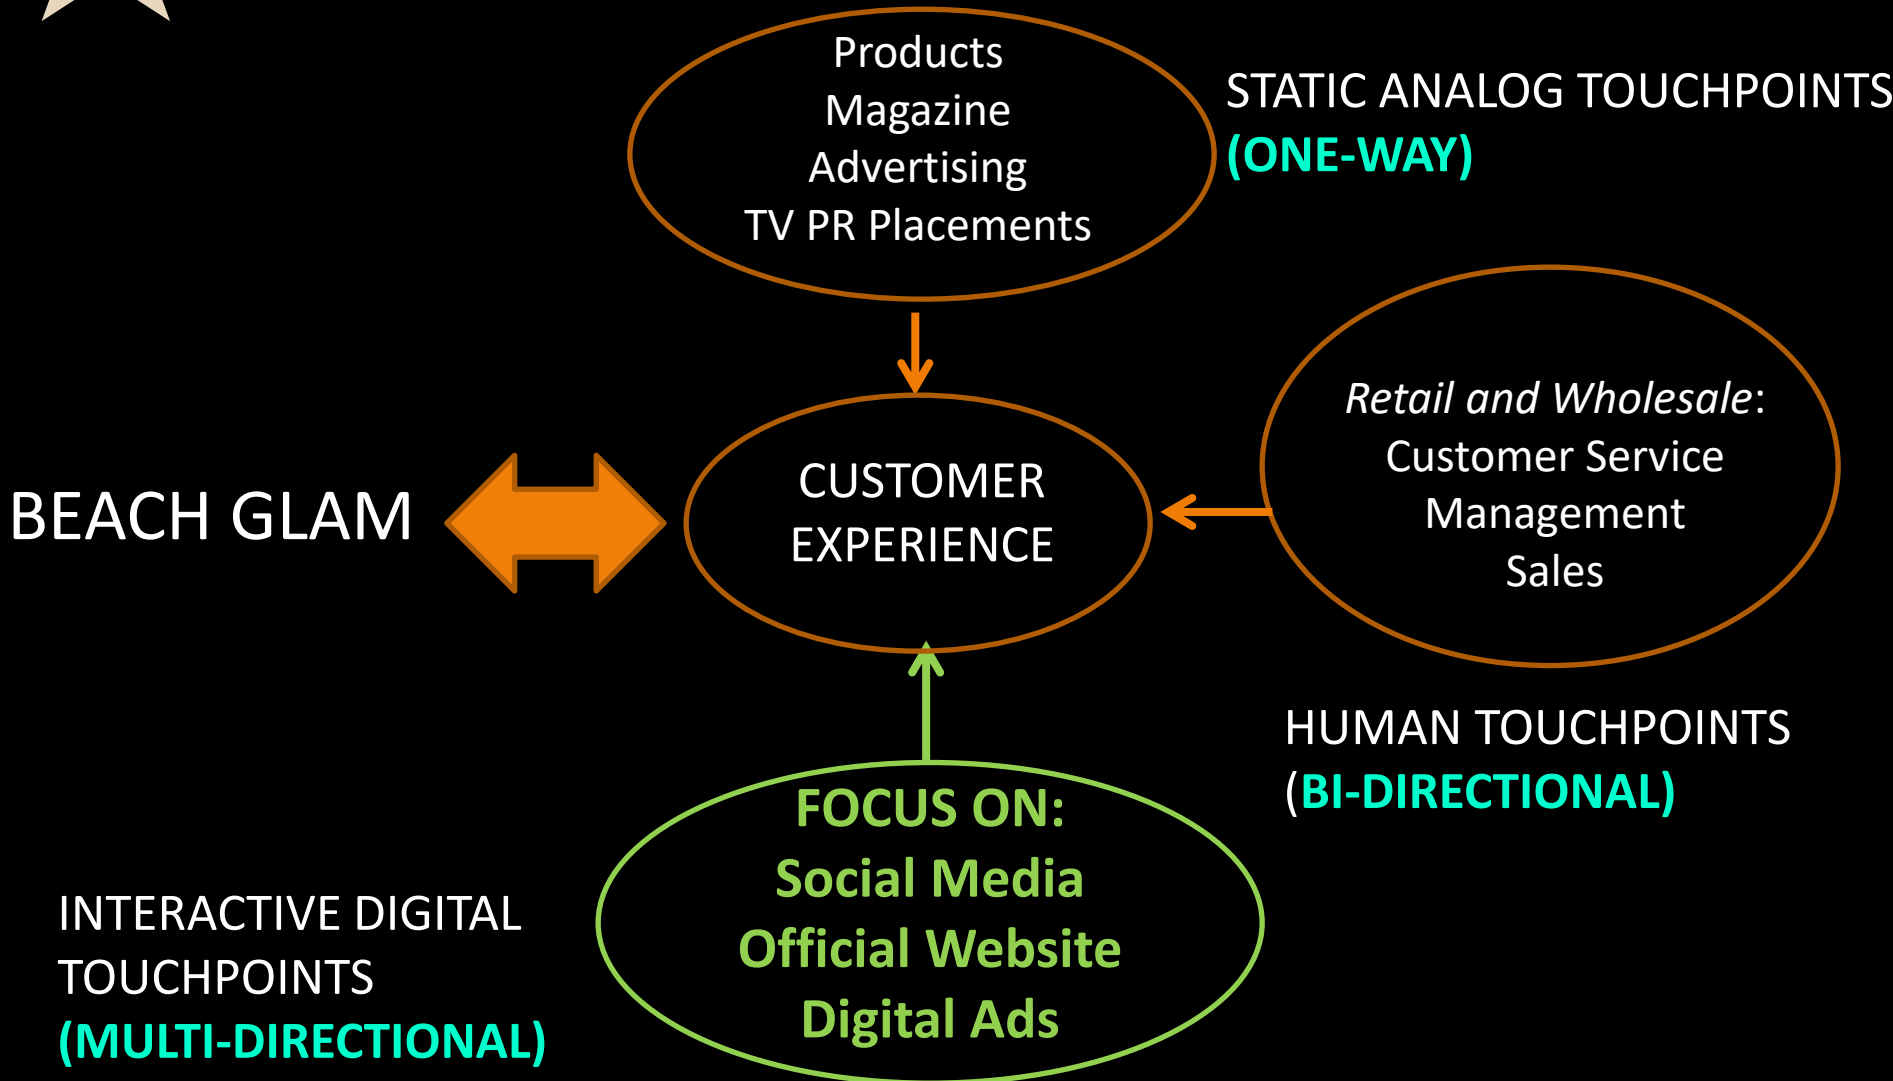 Products
Magazine
Advertising
TV PR Placements
STATIC ANALOG TOUCHPOINTS
(ONE-WAY)
Retail and Wholesale:
Customer Service
Management
Sales
BEACH GLAM
CUSTOMER
EXPERIENCE
HUMAN TOUCHPOINTS
(BI-DIRECTIONAL)
FOCUS ON:
Social Media
Official Website
Digital Ads
INTERACTIVE DIGITAL
TOUCHPOINTS
(MULTI-DIRECTIONAL)